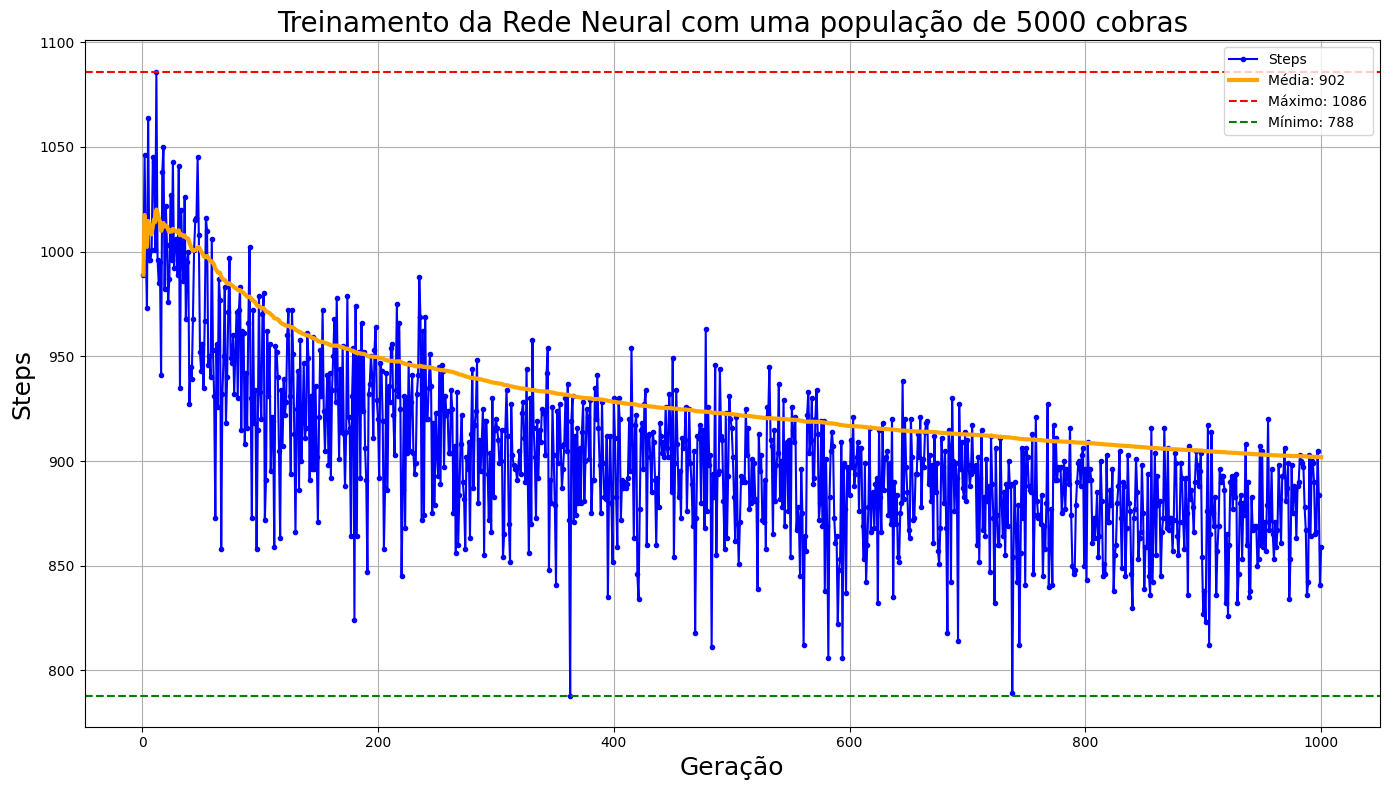 Treinamento da Rede Neural com uma população de 5000 cobras
Steps
Média: 902
Máximo: 1086
Mínimo: 788
1100
1050
1000
950
900
850
800
Steps
0
200
400
600
800
1000
Geração